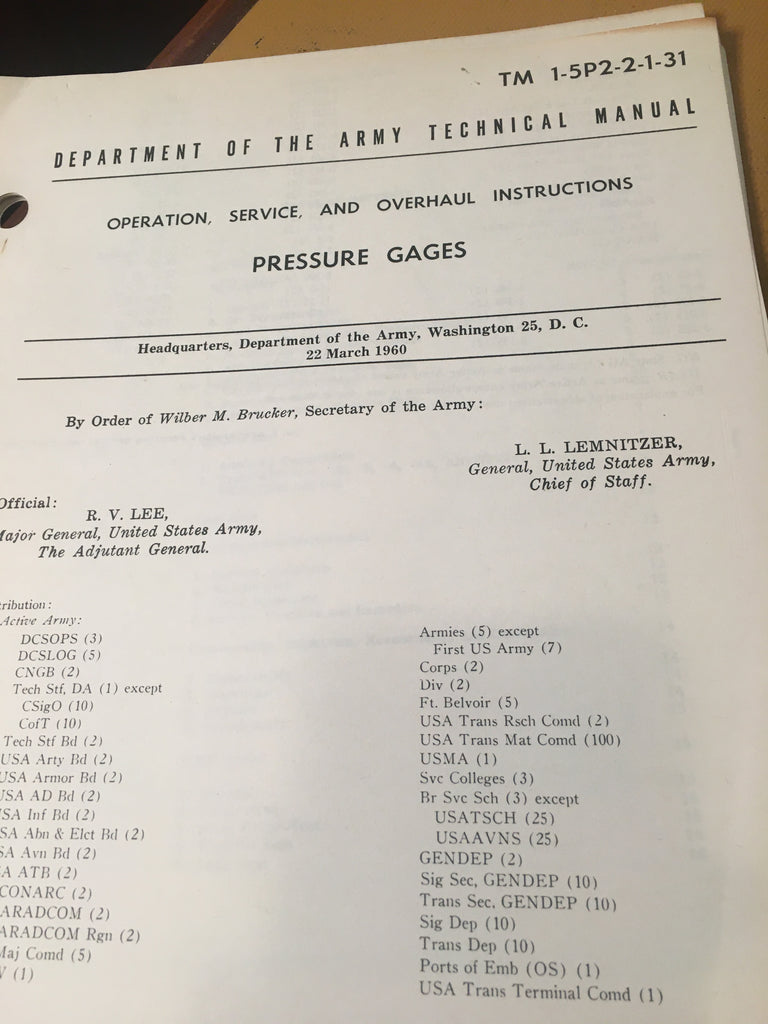 TM 1-5P2-2-1-31
DEPARTMENT OF THE ARMY TECHNICAL MANUAL
OPERATION, SERVICE, AND OVERHAUL INSTRUCTIONS
PRESSURE GAGES
Headquarters, Department of the Army, Washington 25, D. C.
22 March 1960
By Order of Wilber M. Brucker, Secretary of the Army:
L. L. LEMNITZER,
General, United States Army,
Chief of Staff.
Official:
R. V. LEE,
Major General, United States Army,
The Adjutant General.
tribution:
Active Army:
DCSOPS (3)
DCSLOG (5)
CNGB (2)
Tech Stf, DA (1) except
CSigO (10)
CofT (10)
Tech Stf Bd (2)
USA Arty Bd (2)
USA Armor Bd (2)
USA AD Bd (2)
SA Inf Bd (2)
SA Abn & Elct Bd (2)
SA Avn Bd (2)
A ATB (2)
CONARC (2)
ARADCOM (2)
ARADCOM Rgn (2)
Maj Comd (5)
(1)
Armies (5) except
First US Army (7)
Corps (2)
Div (2)
Ft. Belvoir (5)
USA Trans Rsch Comd (2)
USA Trans Mat Comd (100)
USMA (1)
Svc Colleges (3)
Br Svc Sch (3) except
USATSCH (25)
USAAVNS (25)
GENDEP (2)
Sig Sec, GENDEP (10)
Trans Sec, GENDEP (10)
Sig Dep (10)
Trans Dep (10)
Ports of Emb (OS) (1)
USA Trans Terminal Comd (1)